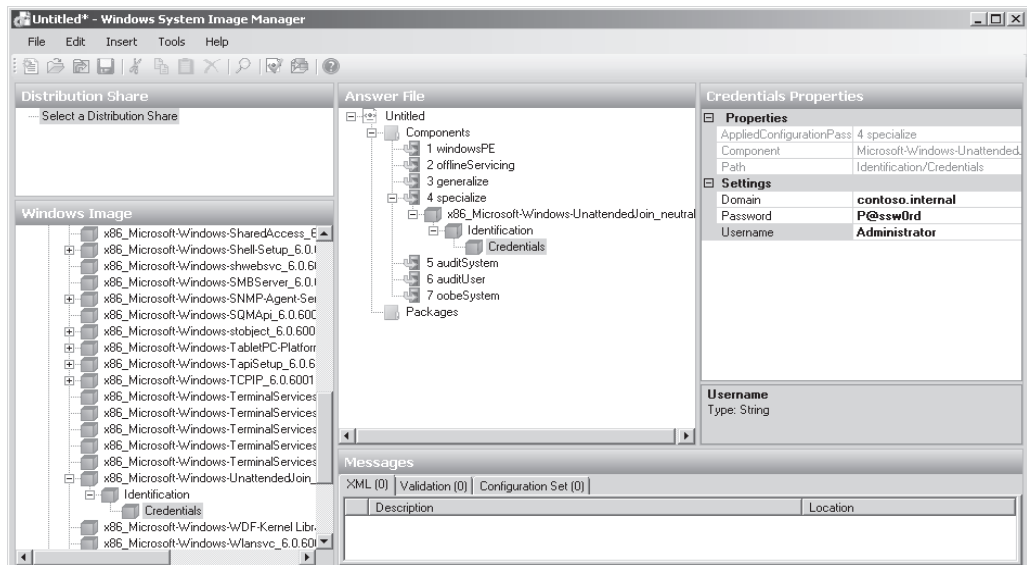 Untitled* - Windows System Image Manager
File Edit Insert Tools Help
Distribution Share
Select a Distribution Share
Windows Image
x86_Microsoft-Windows-SharedAccess_6
x86_Microsoft-Windows-Shell-Setup_6.0.
x86_Microsoft-Windows-shwebsvc_6.0.6
x86_Microsoft-Windows-SMBServer_6.0.
x86_Microsoft-Windows-SNMP-Agent-Se
x86_Microsoft-Windows-SQMApi_6.0.600
x86_Microsoft-Windows-stobject_6.0.600
x86_Microsoft-Windows-TabletPC-Platfor
x86_Microsoft-Windows-TapiSetup_6.0.6
x86_Microsoft-Windows-TCPIP_6.0.6001
x86_Microsoft-Windows-TerminalServices
x86_Microsoft-Windows-TerminalServices
x86_Microsoft-Windows-TerminalServices
x86_Microsoft-Windows-TerminalServices
x86_Microsoft-Windows-TerminalServices
x86_Microsoft-Windows-UnattendedJoin_
Identification
Credentials
x86_Microsoft-Windows-WDF-Kernel Libr
x86_Microsoft-Windows-Wlansvc_6.0.60
Answer File
Untitled
Components
1 windowsPE
2 offlineServicing
3 generalize
4 specialize
x86_Microsoft-Windows-UnattendedJoin_neutral
Identification
Credentials
5 auditSystem
6 auditUser
7 oobeSystem
Packages
Credentials Properties
Properties
AppliedConfigurationPass 4 specialize
Component Microsoft-Windows-UnattendedJ
Path Identification/Credentials
Settings
Domain contoso.internal
Password P@ssw0rd
Username Administrator
Username
Type: String
Messages
XML (0) Validation (0) Configuration Set (0)
Description Location